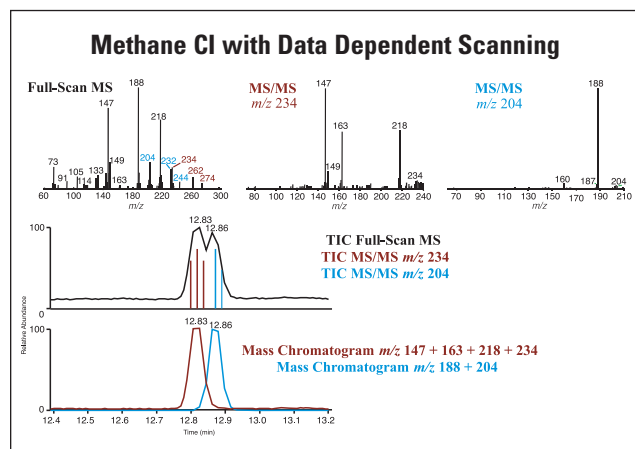 Methane CI with Data Dependent Scanning
Full-Scan MS
188
147
218
204
232
234
73
149
133
105
91
114
163
244
262
274
60 100 140 180 220 260 300
m/z
MS/MS
m/z 234
147
163
218
149
234
80 120 160 200 240
m/z
MS/MS
m/z 204
188
160
187
204
70 90 110 130 150 170 190 210
m/z
100
0
12.83
12.86
TIC Full-Scan MS
TIC MS/MS m/z 234
TIC MS/MS m/z 204
Relative Abundance
100
0
12.83
12.86
Mass Chromatogram m/z 147 + 163 + 218 + 234
Mass Chromatogram m/z 188 + 204
12.4 12.5 12.6 12.7 12.8 12.9 13.0 13.1 13.2
Time (min)